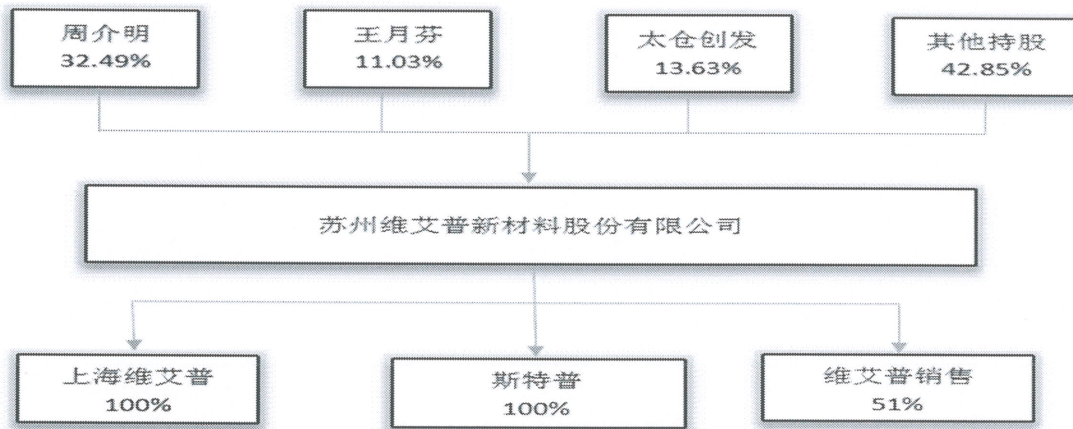 周介明
32.49%
王月芬
11.03%
太仓创发
13.63%
其他持股
42.85%
苏州维艾普新材料股份有限公司
上海维艾普
100%
斯特普
100%
维艾普销售
51%